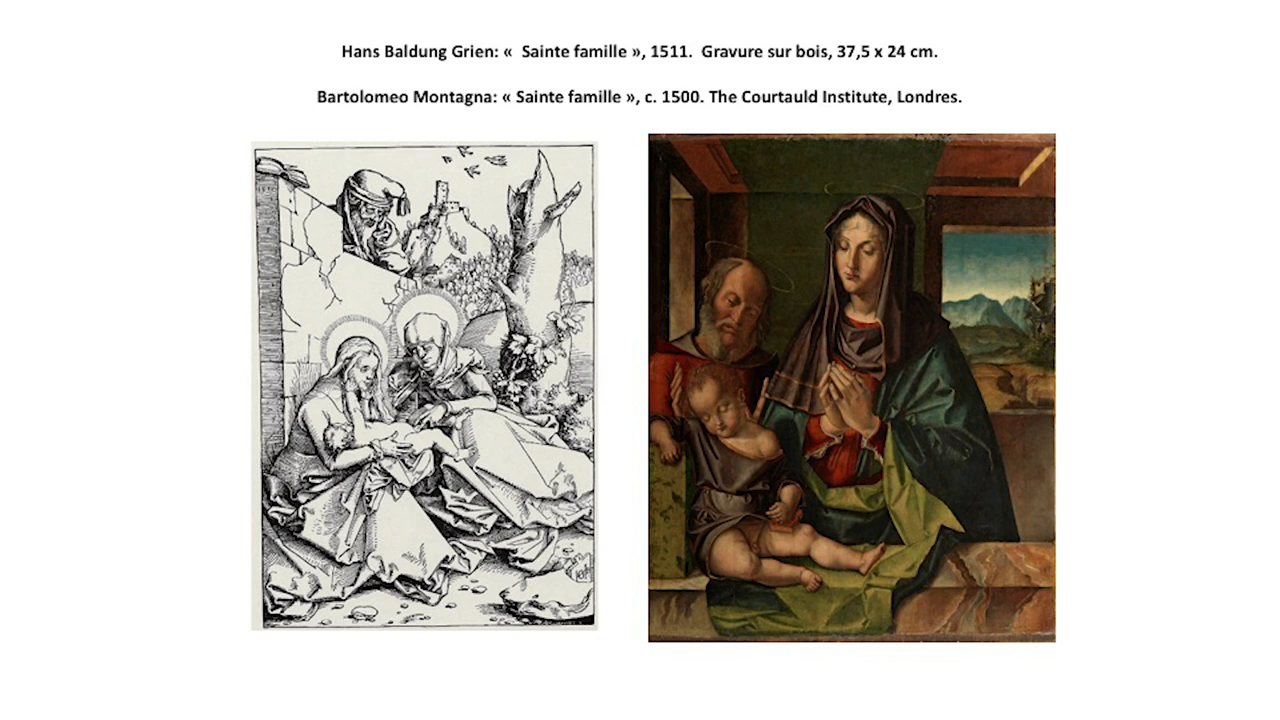 Hans Baldung Grien: «  Sainte famille », 1511.  Gravure sur bois, 37,5 x 24 cm.
Bartolomeo Montagna: « Sainte famille », c. 1500. The Courtauld Institute, Londres.